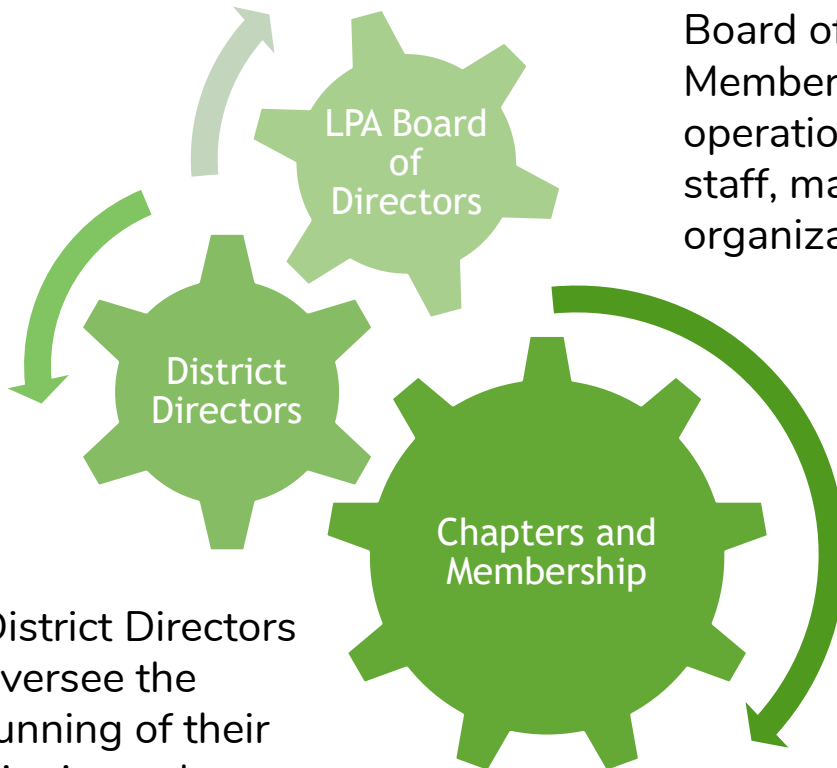 LPA Board
of
Directors
Board of
Member
operatio
staff, ma
organiza
District
Directors
Chapters and
Membership
District Directors
versee the
unning of their